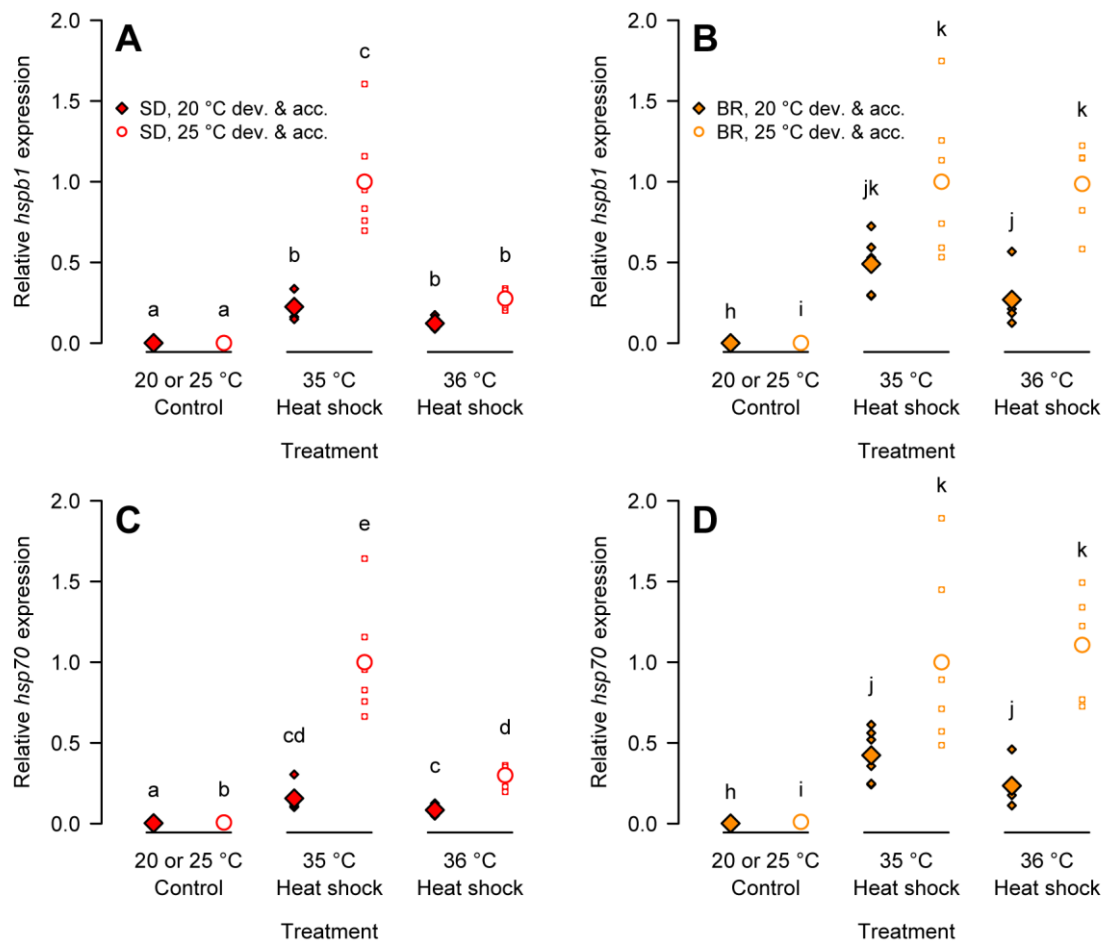 A
2.0
1.5
1.0
0.5
0.0
Relative hspb1 expression
SD, 20 °C dev. & acc.
SD, 25 °C dev. & acc.
a
a
b
c
b
b
20 or 25 °C
Control
35 °C
Heat shock
36 °C
Heat shock
Treatment
B
2.0
1.5
1.0
0.5
0.0
Relative hspb1 expression
BR, 20 °C dev. & acc.
BR, 25 °C dev. & acc.
h
i
jk
k
j
k
20 or 25 °C
Control
35 °C
Heat shock
36 °C
Heat shock
Treatment
C
2.0
1.5
1.0
0.5
0.0
Relative hsp70 expression
a
b
cd
e
c
d
20 or 25 °C
Control
35 °C
Heat shock
36 °C
Heat shock
Treatment
D
2.0
1.5
1.0
0.5
0.0
Relative hsp70 expression
h
i
j
k
j
k
20 or 25 °C
Control
35 °C
Heat shock
36 °C
Heat shock
Treatment